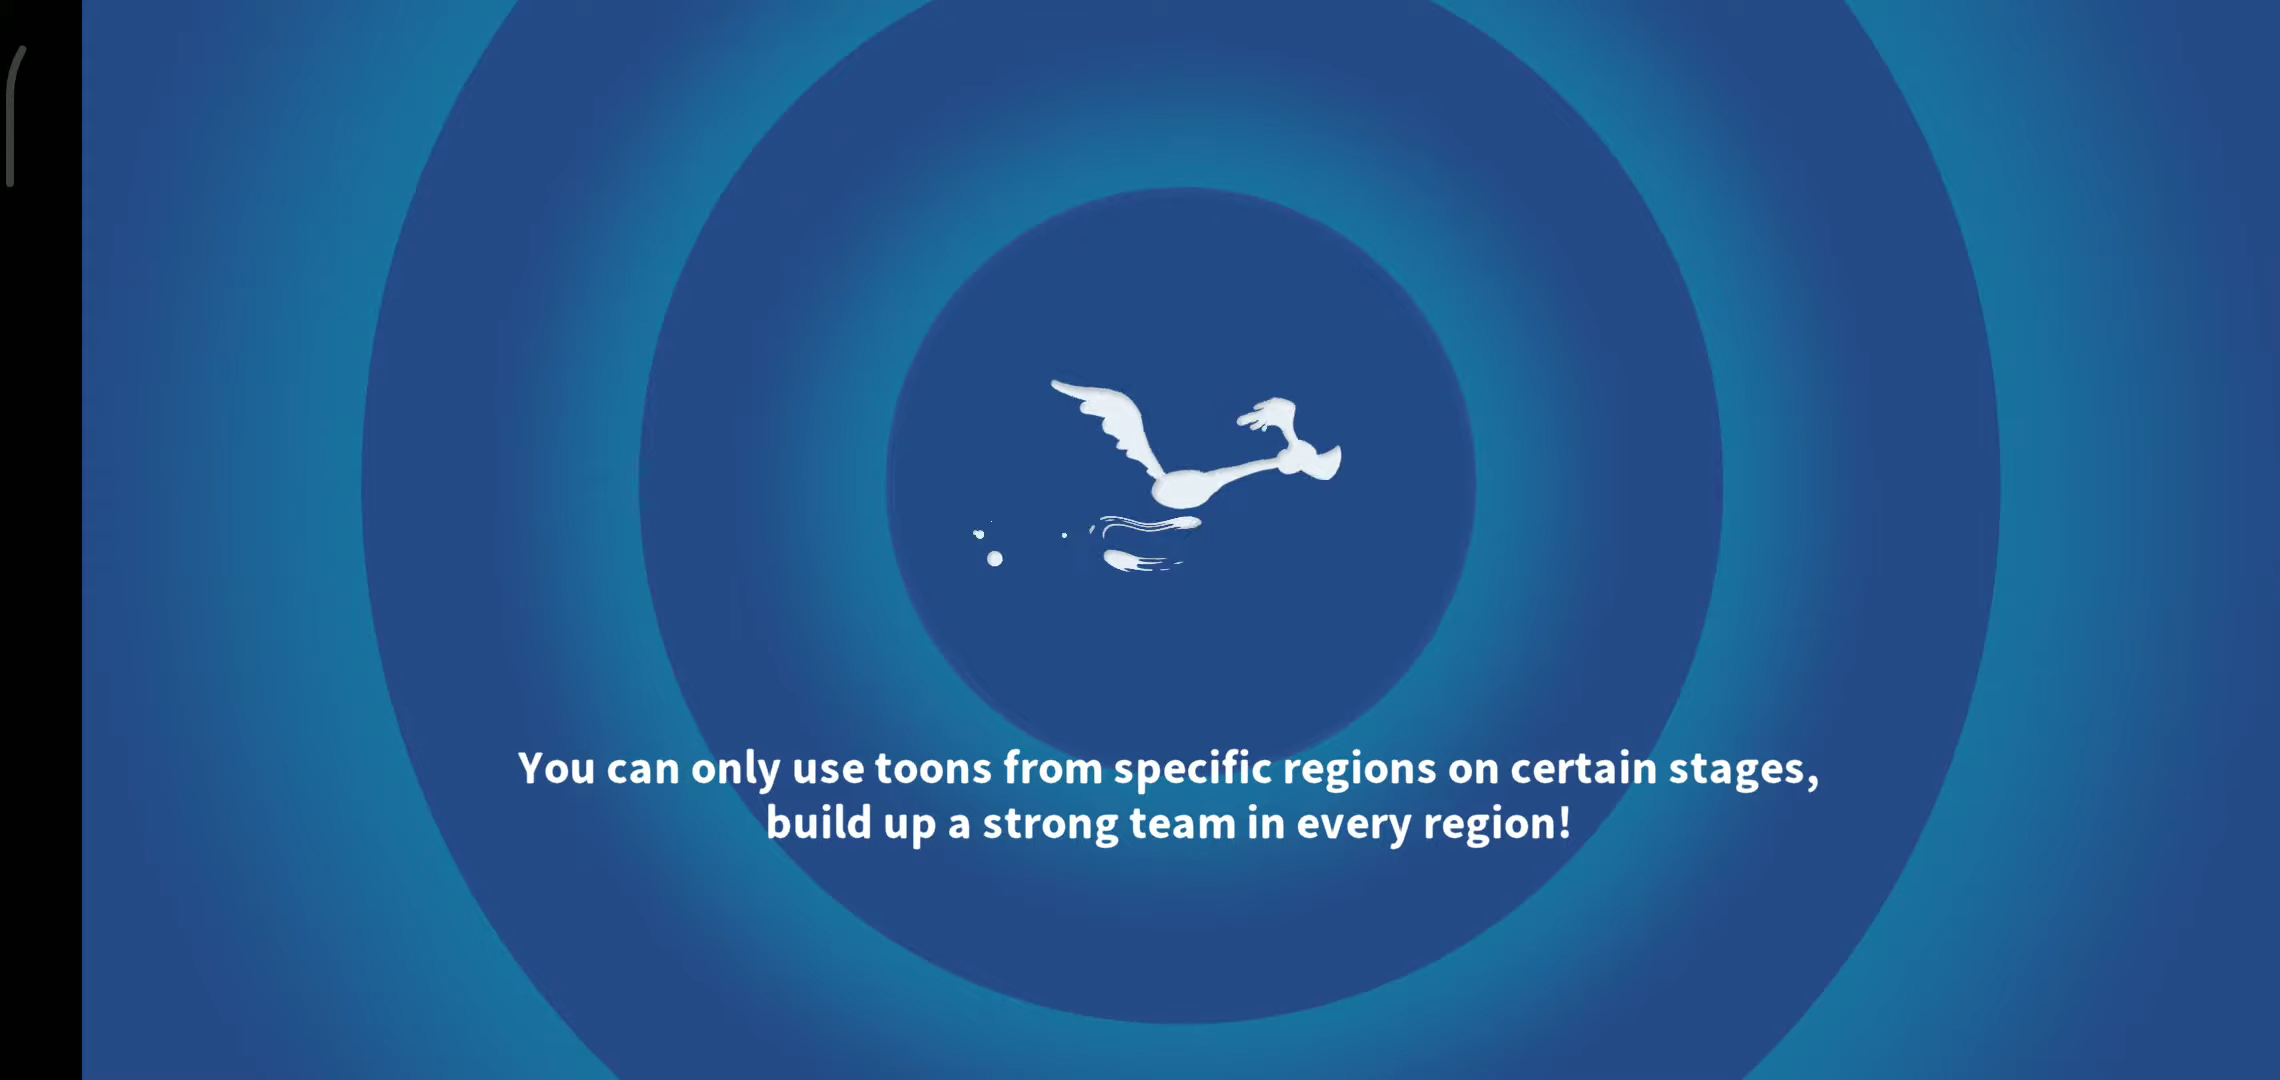 You can only use toons from specific regions on certain stages,
build up a strong team in every region!